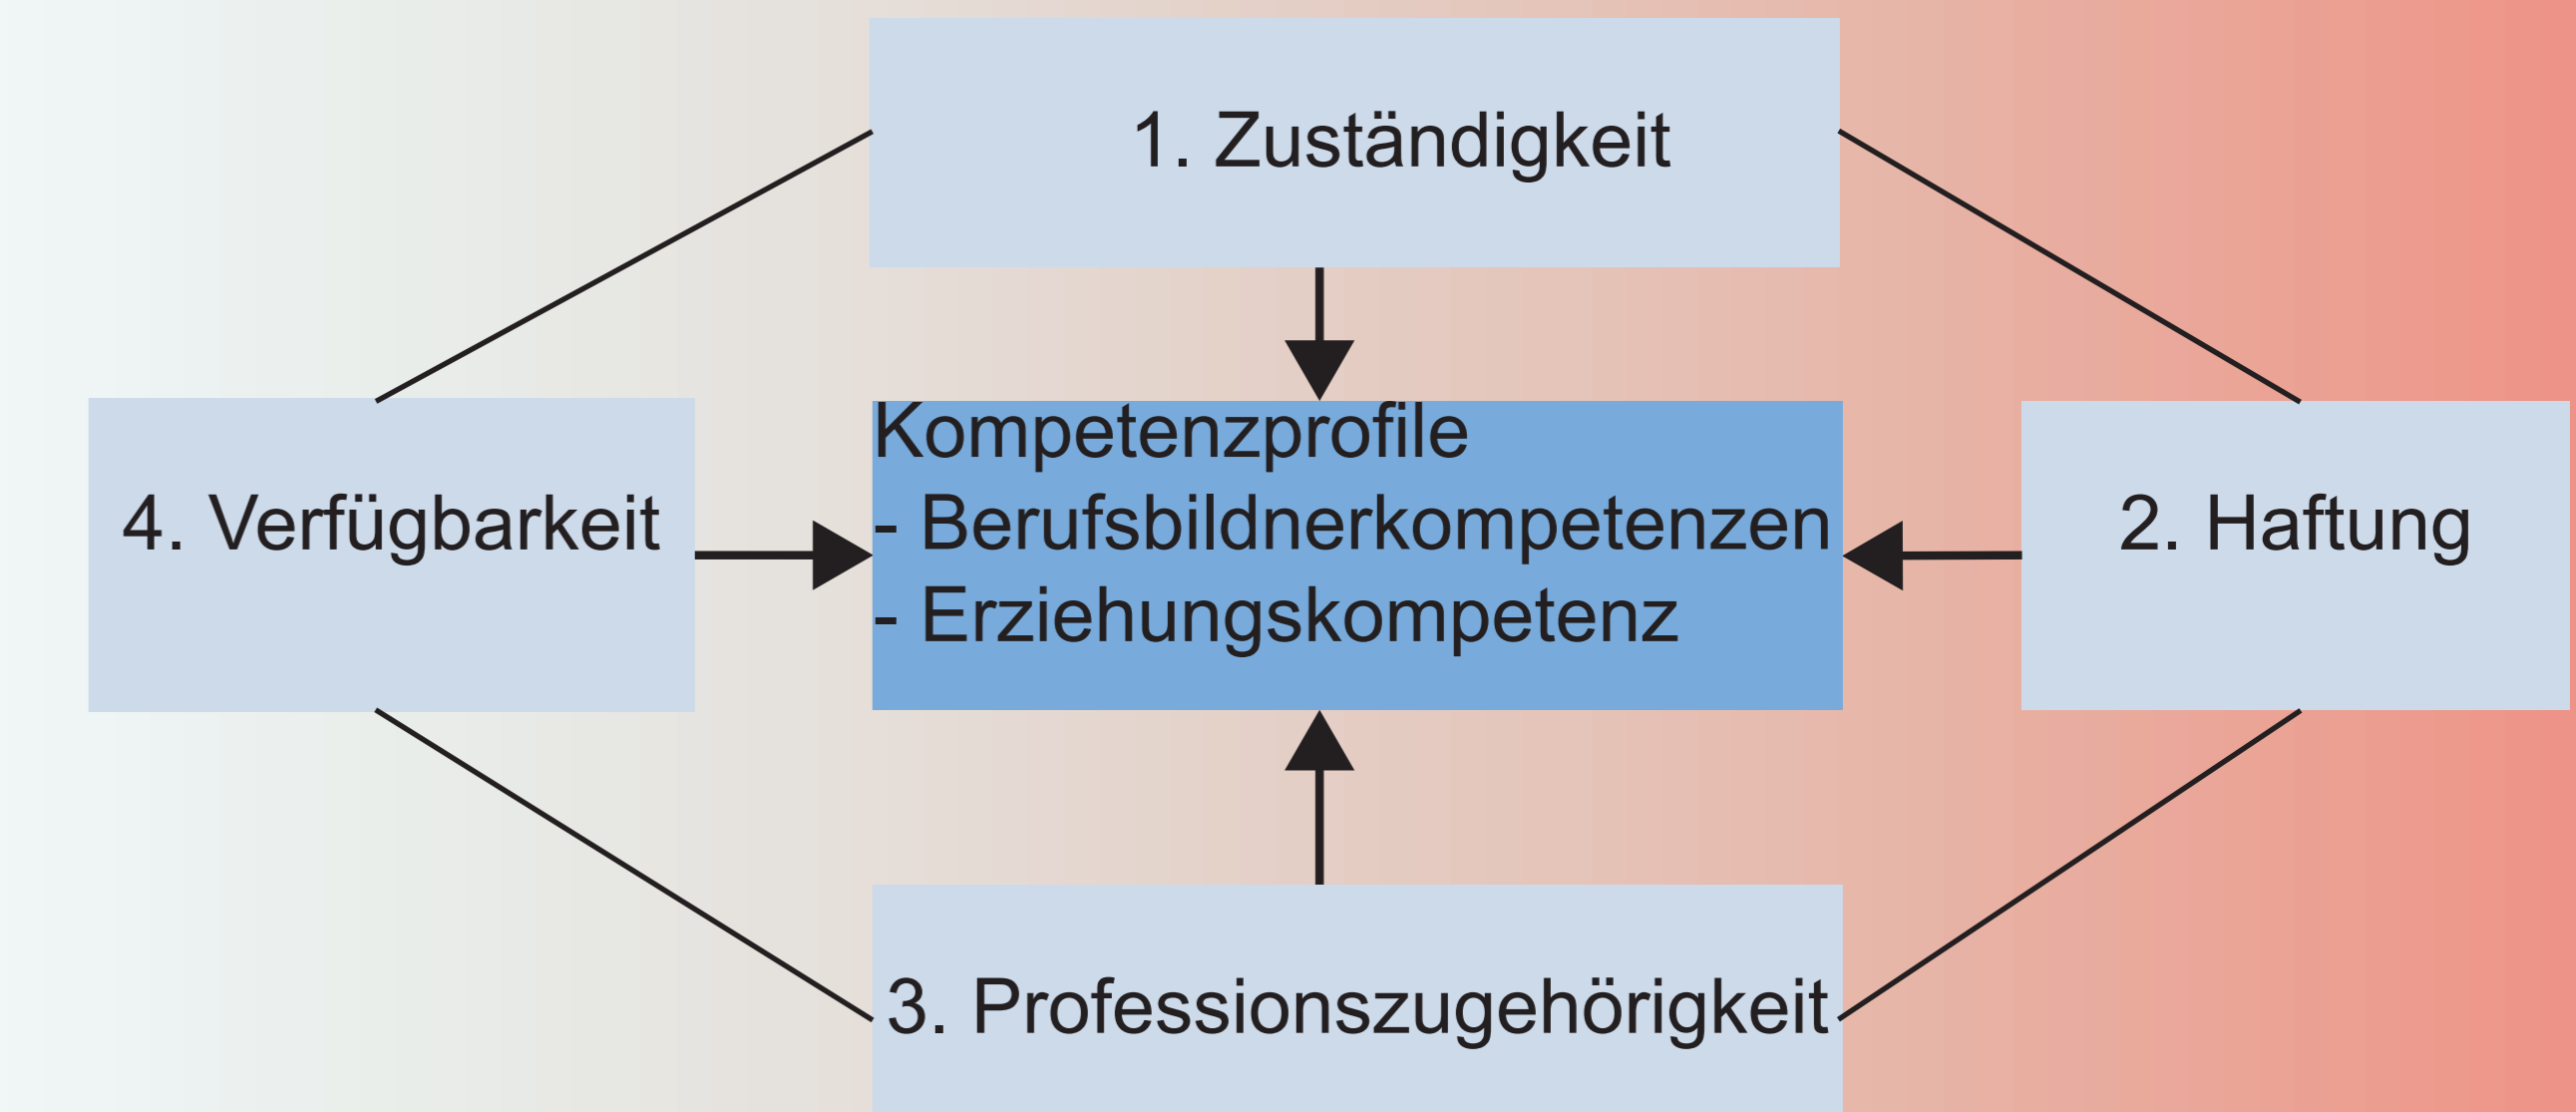 1. Zuständigkeit
4. Verfügbarkeit
Kompetenzprofile
- Berufsbildnerkompetenzen
- Erziehungskompetenz
2. Haftung
3. Professionszugehörigkeit